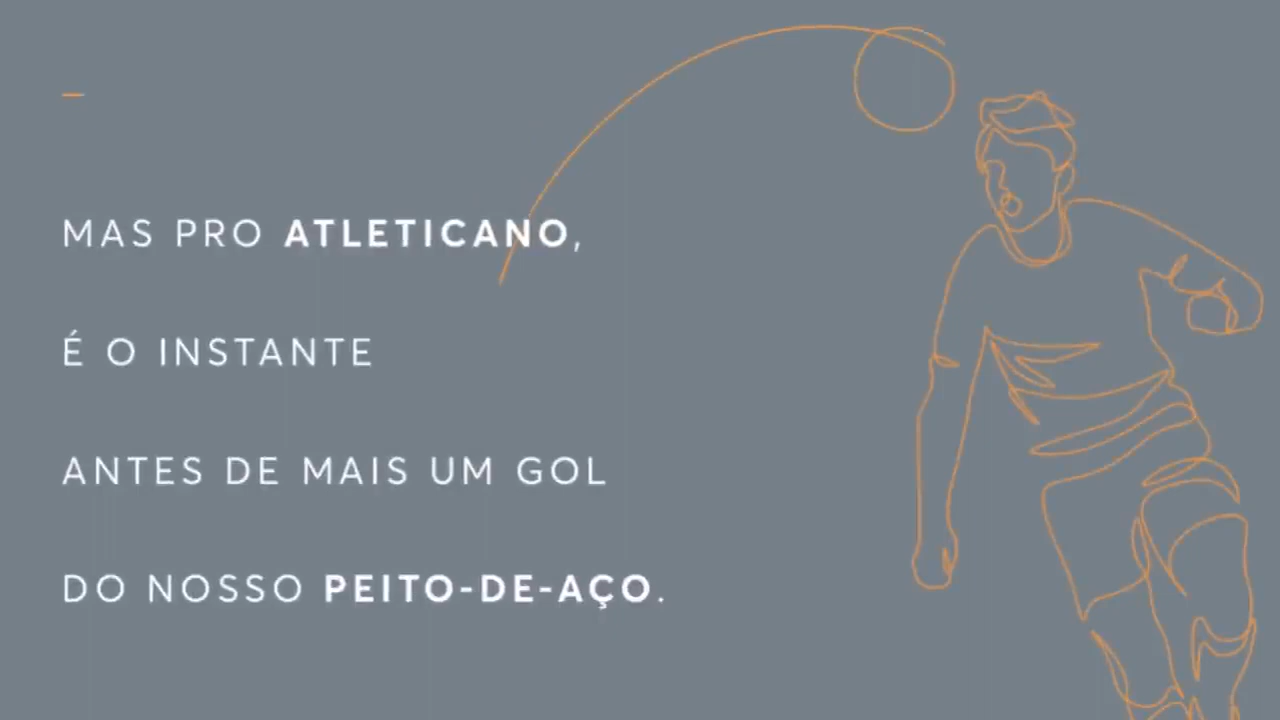 MAS PRO ATLETICANO,
É O INSTANTE
ANTES DE MAIS UM GOL
DO NOSSO PEITO-DE-AÇO.